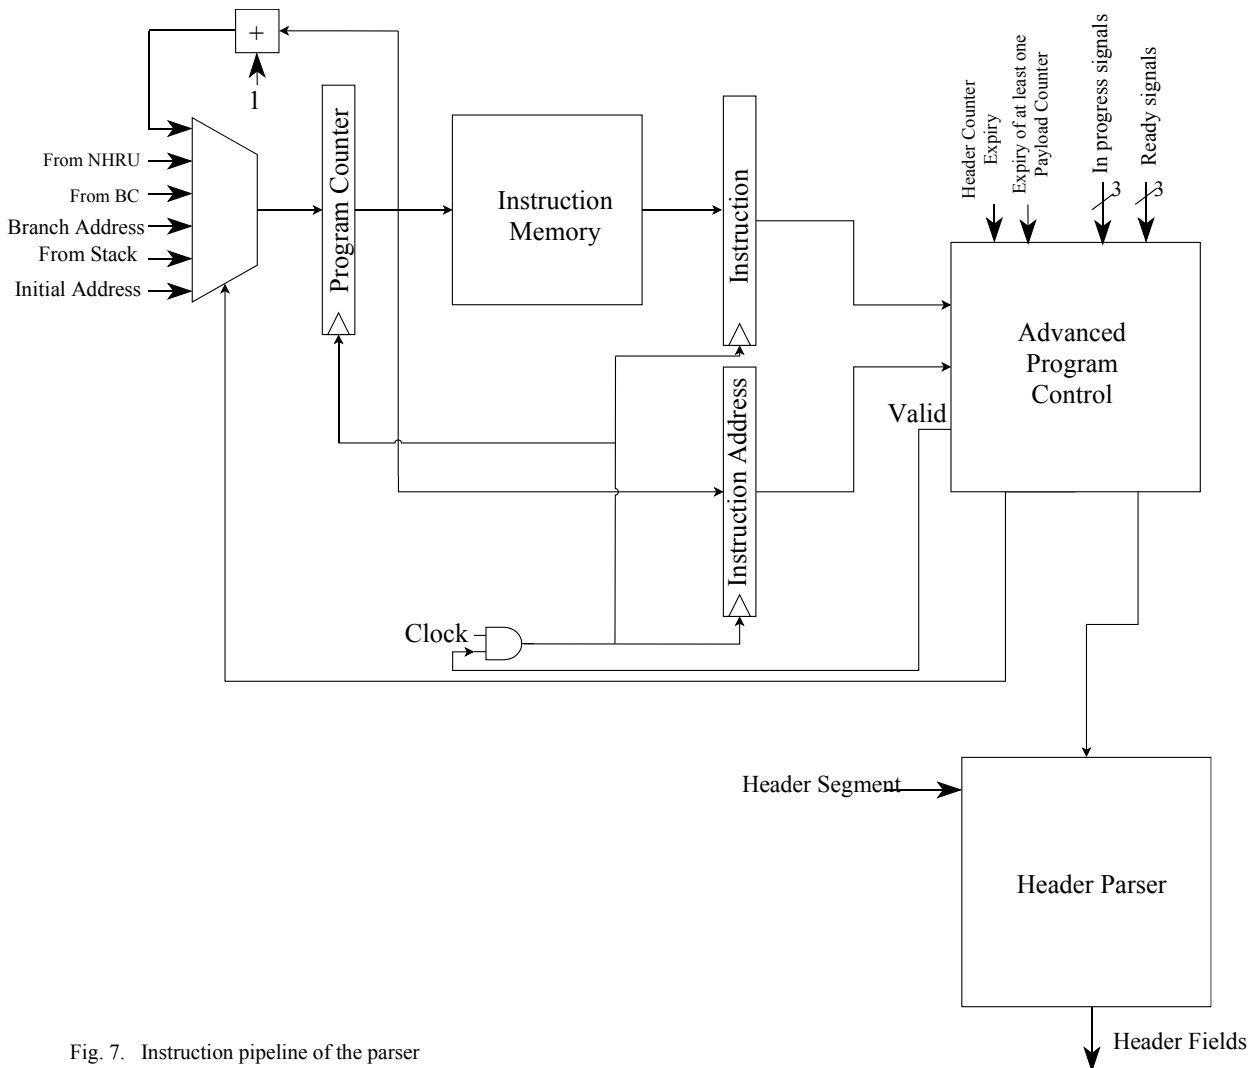 +
1
From NHRU
From BC
Branch Address
From Stack
Initial Address
Program Counter
Instruction
Memory
Instruction
Instruction Address
Header Counter
Expiry
Expiry of at least one
Payload Counter
In progress signals
3
Ready signals
3
Advanced
Program
Control
Valid
Clock
Header Segment
Header Parser
Header Fields
Fig. 7. Instruction pipeline of the parser